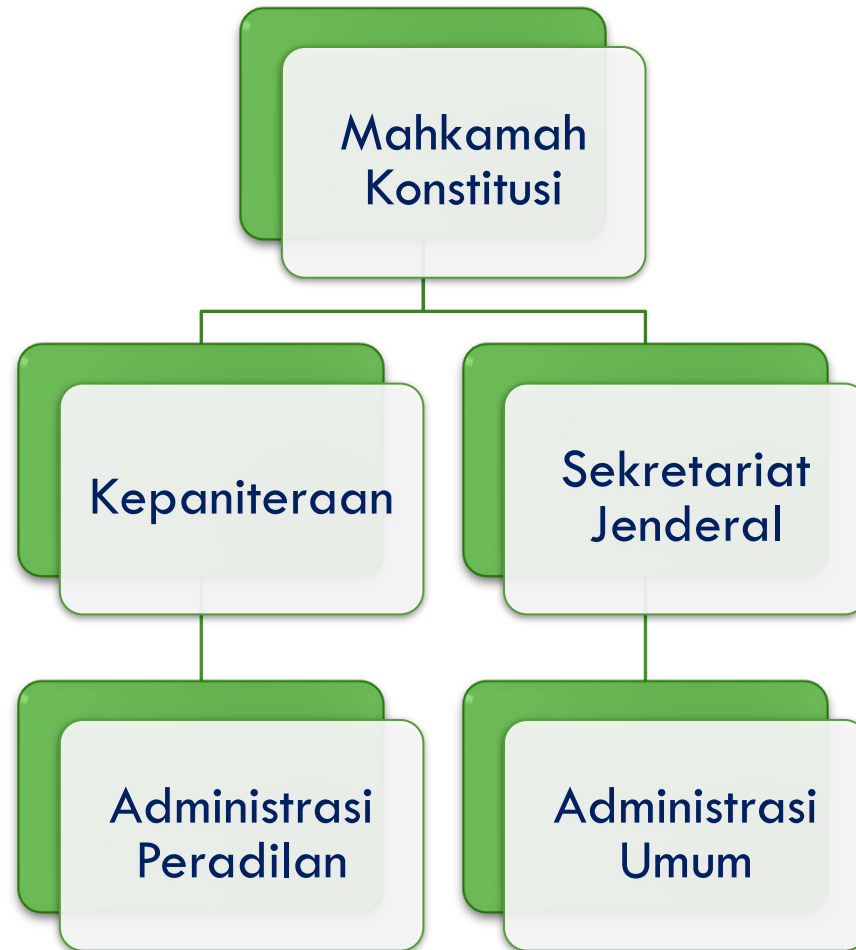 Mahkamah
Konstitusi
Kepaniteraan
Sekretariat
Jenderal
Administrasi
Peradilan
Administrasi
Umum